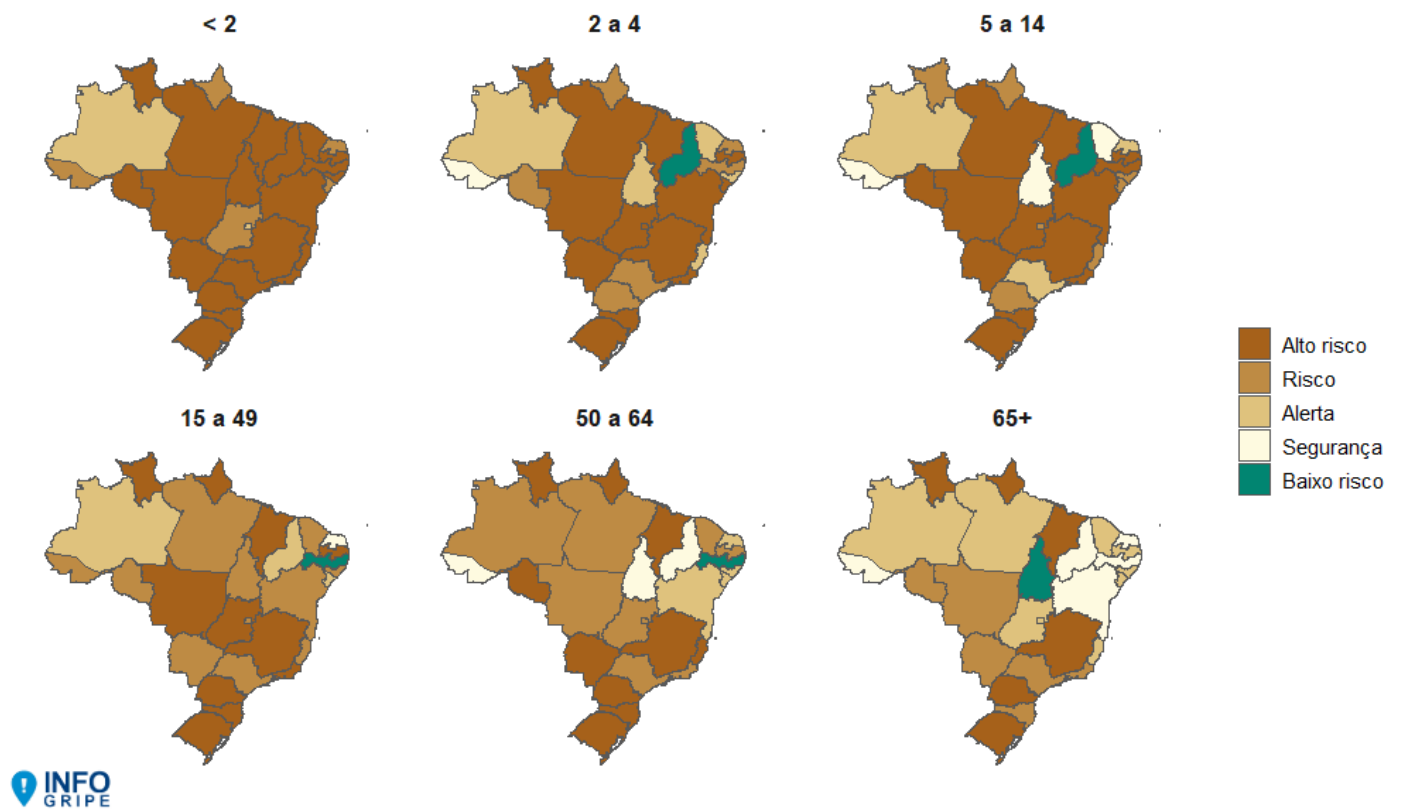 < 2
2 a 4
5 a 14
15 a 49
50 a 64
65+
Alto risco
Risco
Alerta
Segurança
Baixo risco
INFO
GRIPE